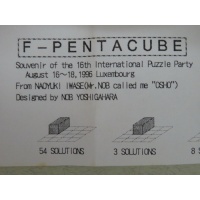 F-PENTACUBE
Souvenir of the 16th International Puzzle Party
August 16~18,1996 Luxembourg
From NAOYUKI IWASE(Mr.NOB called me "OSHO")
Designed by NOB YOSHIGAHARA
54 SOLUTIONS
3 SOLUTIONS
8 S